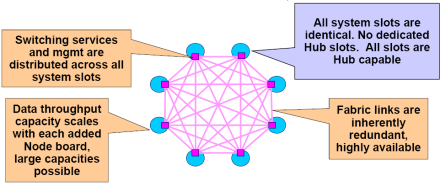 Switching services
and mgmt are
distributed across all
system slots
All system slots are
identical. No dedicated
Hub slots. All slots are
Hub capable
Data throughput
capacity scales
with each added
Node board,
large capacities
possible
Fabric links are
inherently
redundant,
highly available